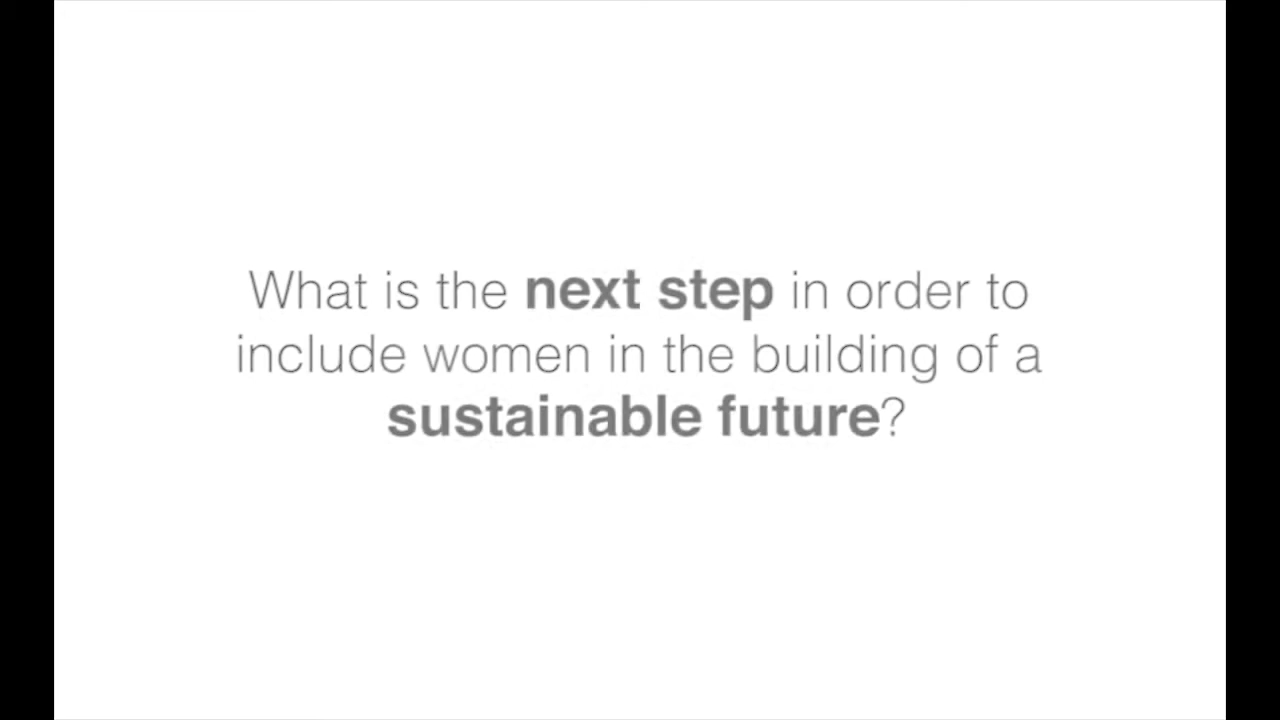 What is the next step in order to
include women in the building of a
sustainable future?